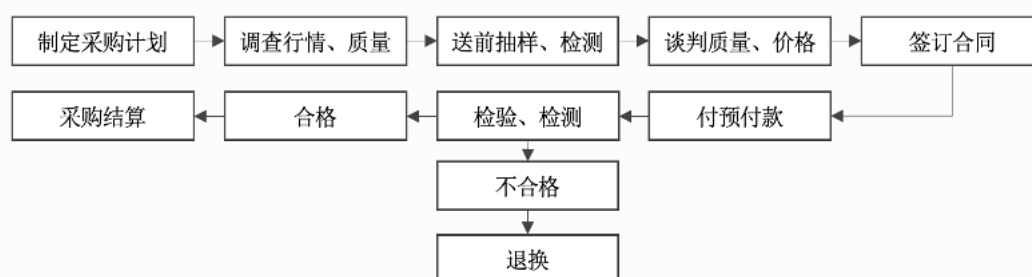 制定采购计划
调查行情、质量
送前抽样、检测
谈判质量、价格
签订合同
付预付款
检验、检测
合格
采购结算
不合格
退换